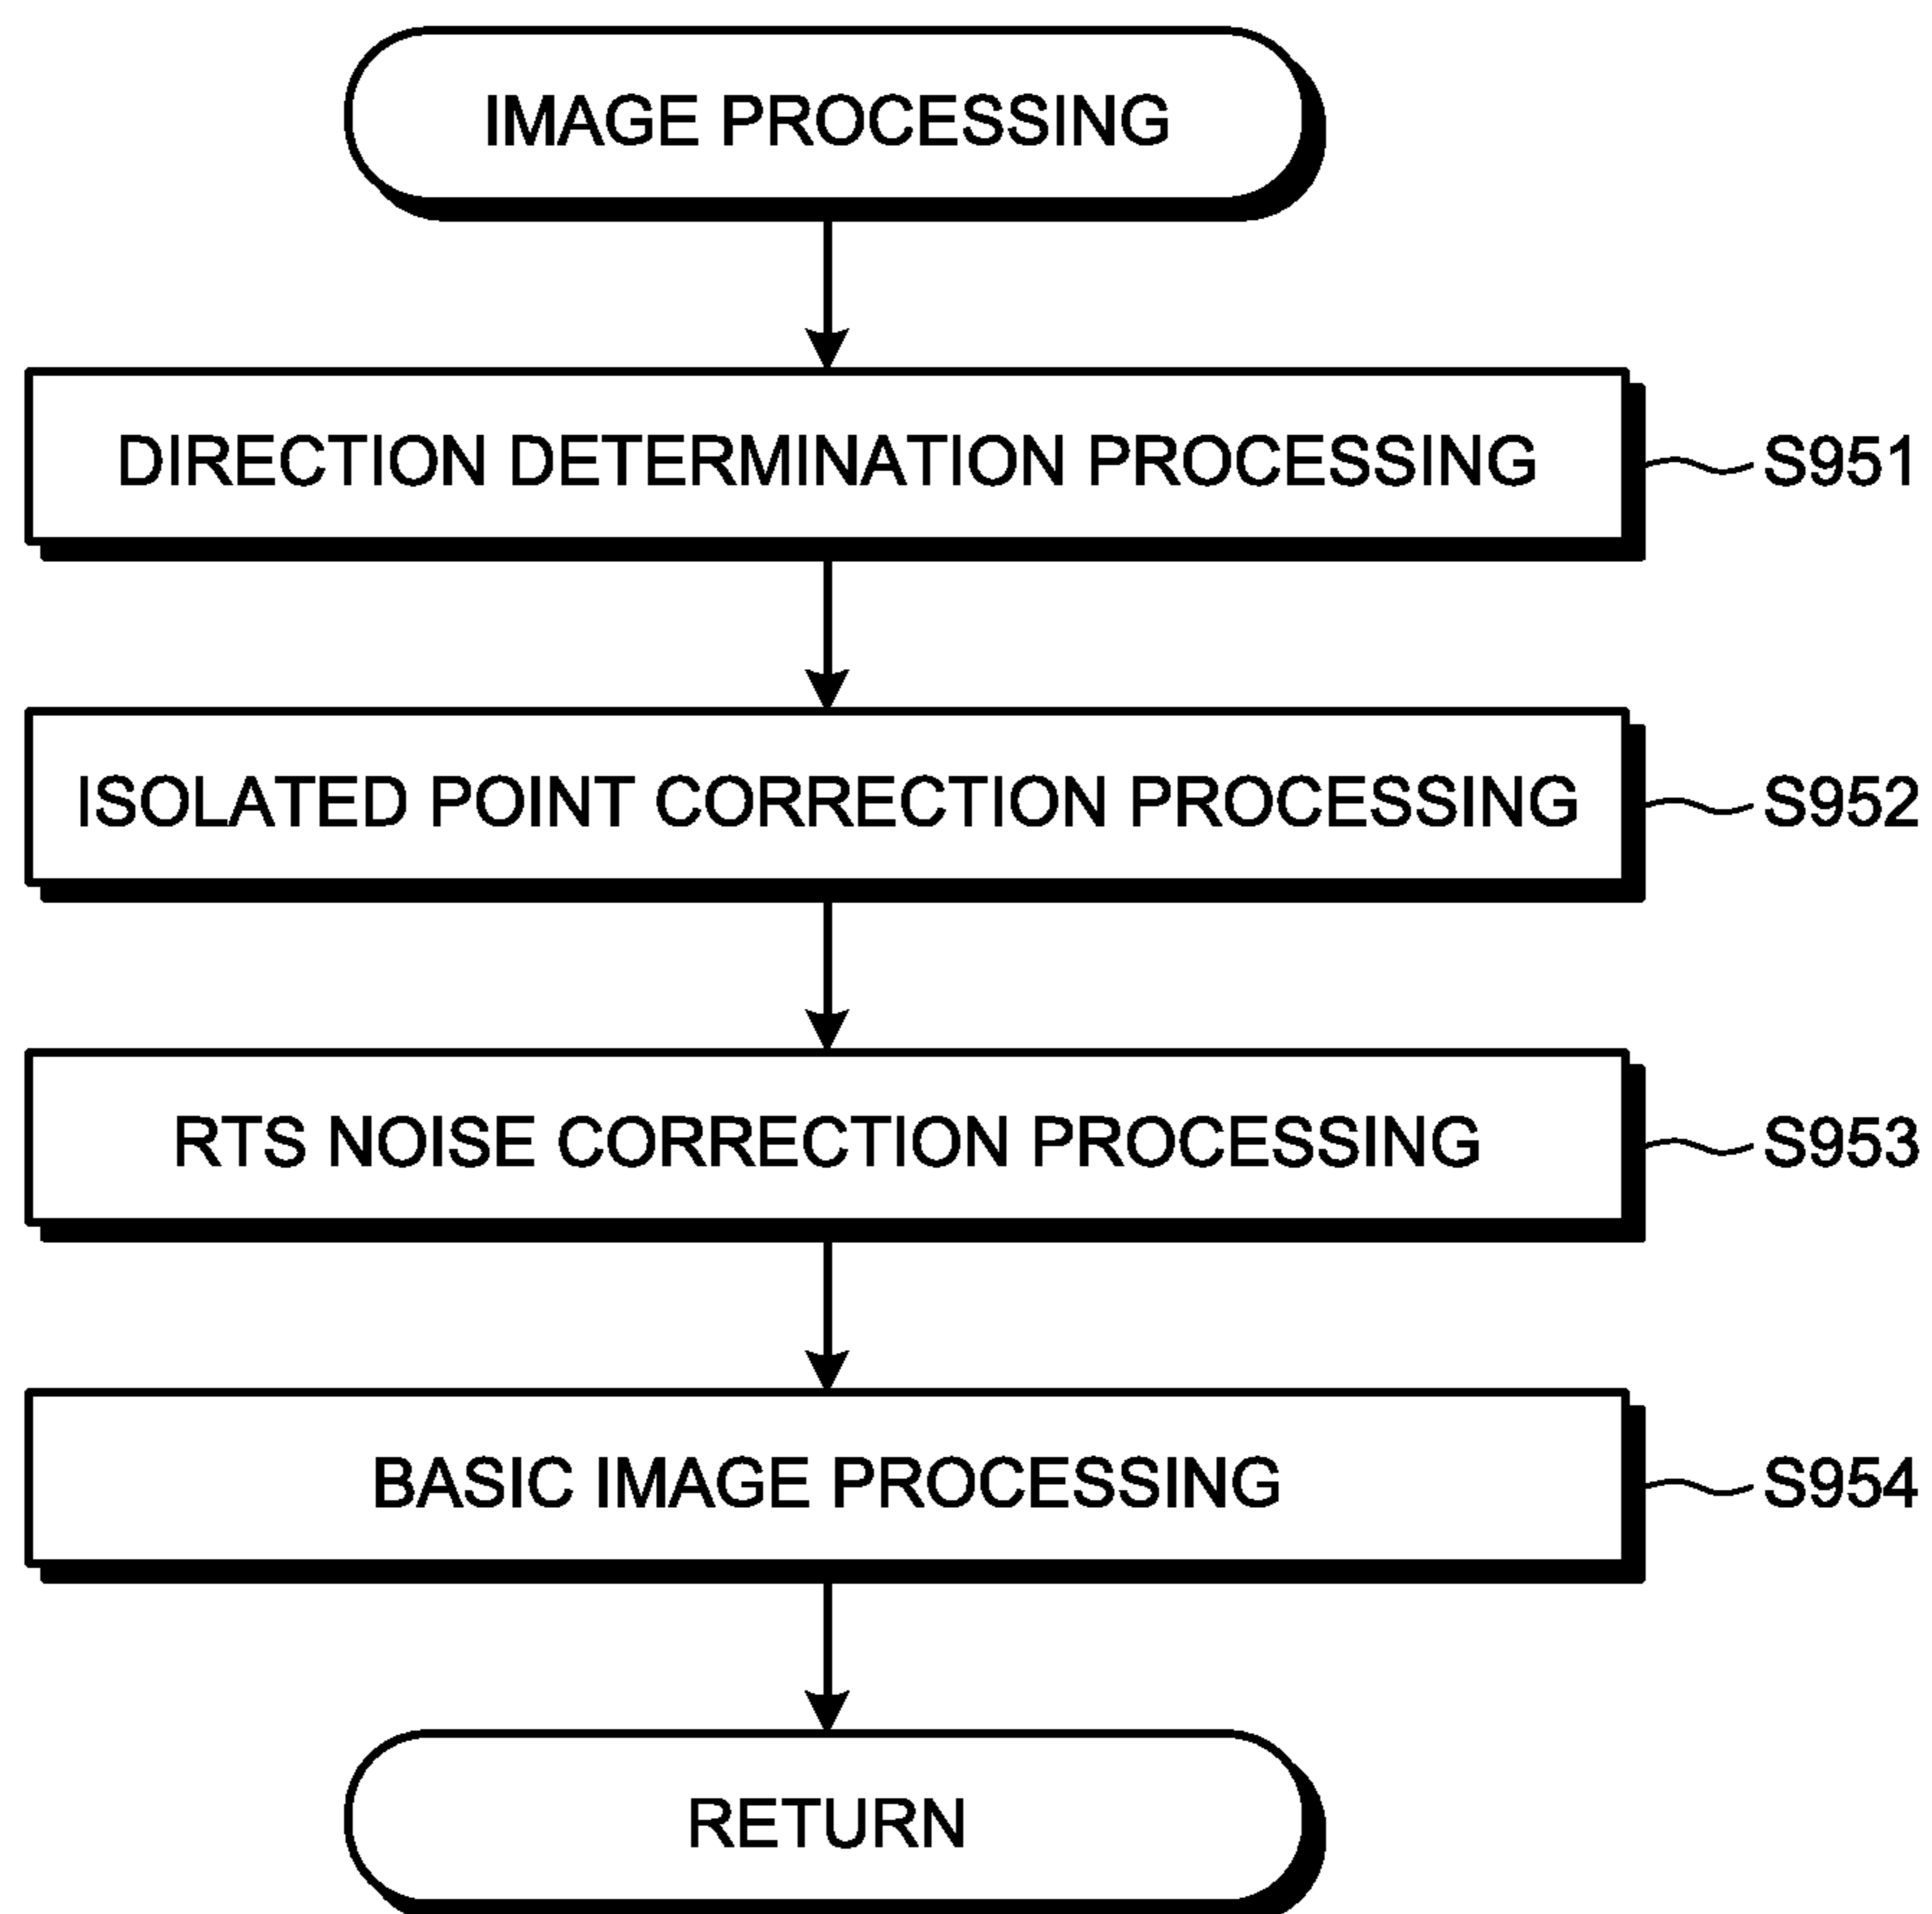 IMAGE PROCESSING
DIRECTION DETERMINATION PROCESSING
S951
ISOLATED POINT CORRECTION PROCESSING
S952
RTS NOISE CORRECTION PROCESSING
S953
BASIC IMAGE PROCESSING
S954
RETURN